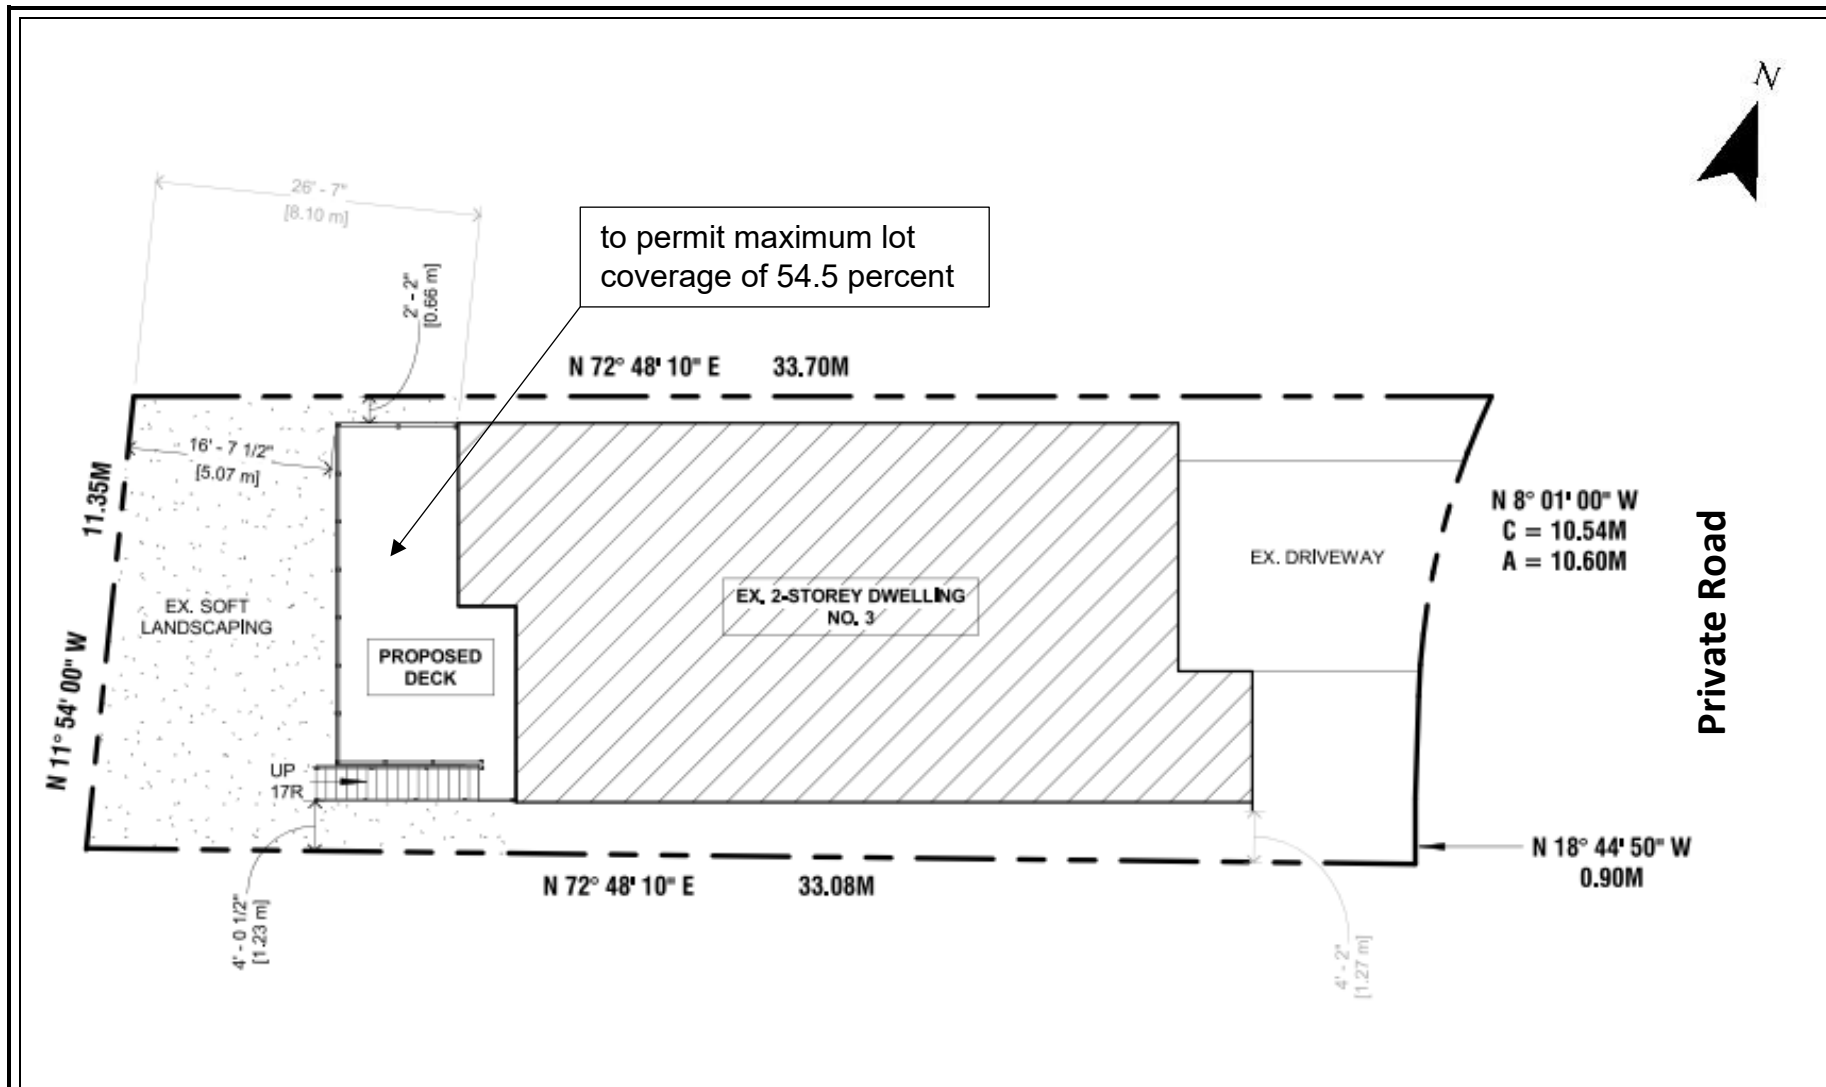 N
26' - 7"
[8.10 m]
to permit maximum lot
coverage of 54.5 percent
2' - 2"
[0.66 m]
N 72° 48' 10" E 33.70M
16' - 7 1/2"
[5.07 m]
11.35M
N 11° 54' 00" W
EX. SOFT
LANDSCAPING
PROPOSED
DECK
EX. 2-STOREY DWELLING
NO. 3
EX. DRIVEWAY
N 8° 01' 00" W
C = 10.54M
A = 10.60M
Private Road
UP
17R
4' - 0 1/2"
[1.23 m]
N 72° 48' 10" E 33.08M
4' - 2"
[1.27 m]
N 18° 44' 50" W
0.90M